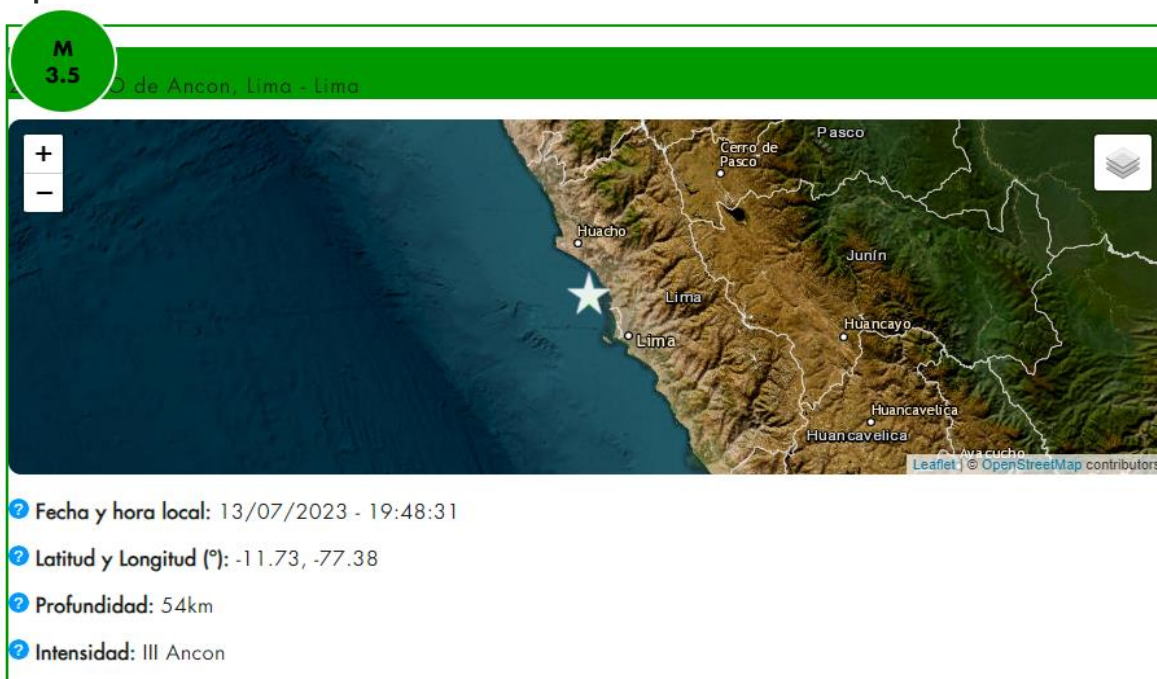 M
3.5
O de Ancon, Lima - Lima
+
−
Pasco
Cerro de
Pasco
Huacho
Junín
Lima
Huancayo
Lima
Huancavelica
Huancavelica
Ayacucho
Leaflet | © OpenStreetMap contributors
? Fecha y hora local: 13/07/2023 - 19:48:31
? Latitud y Longitud (°): -11.73, -77.38
? Profundidad: 54km
? Intensidad: III Ancon